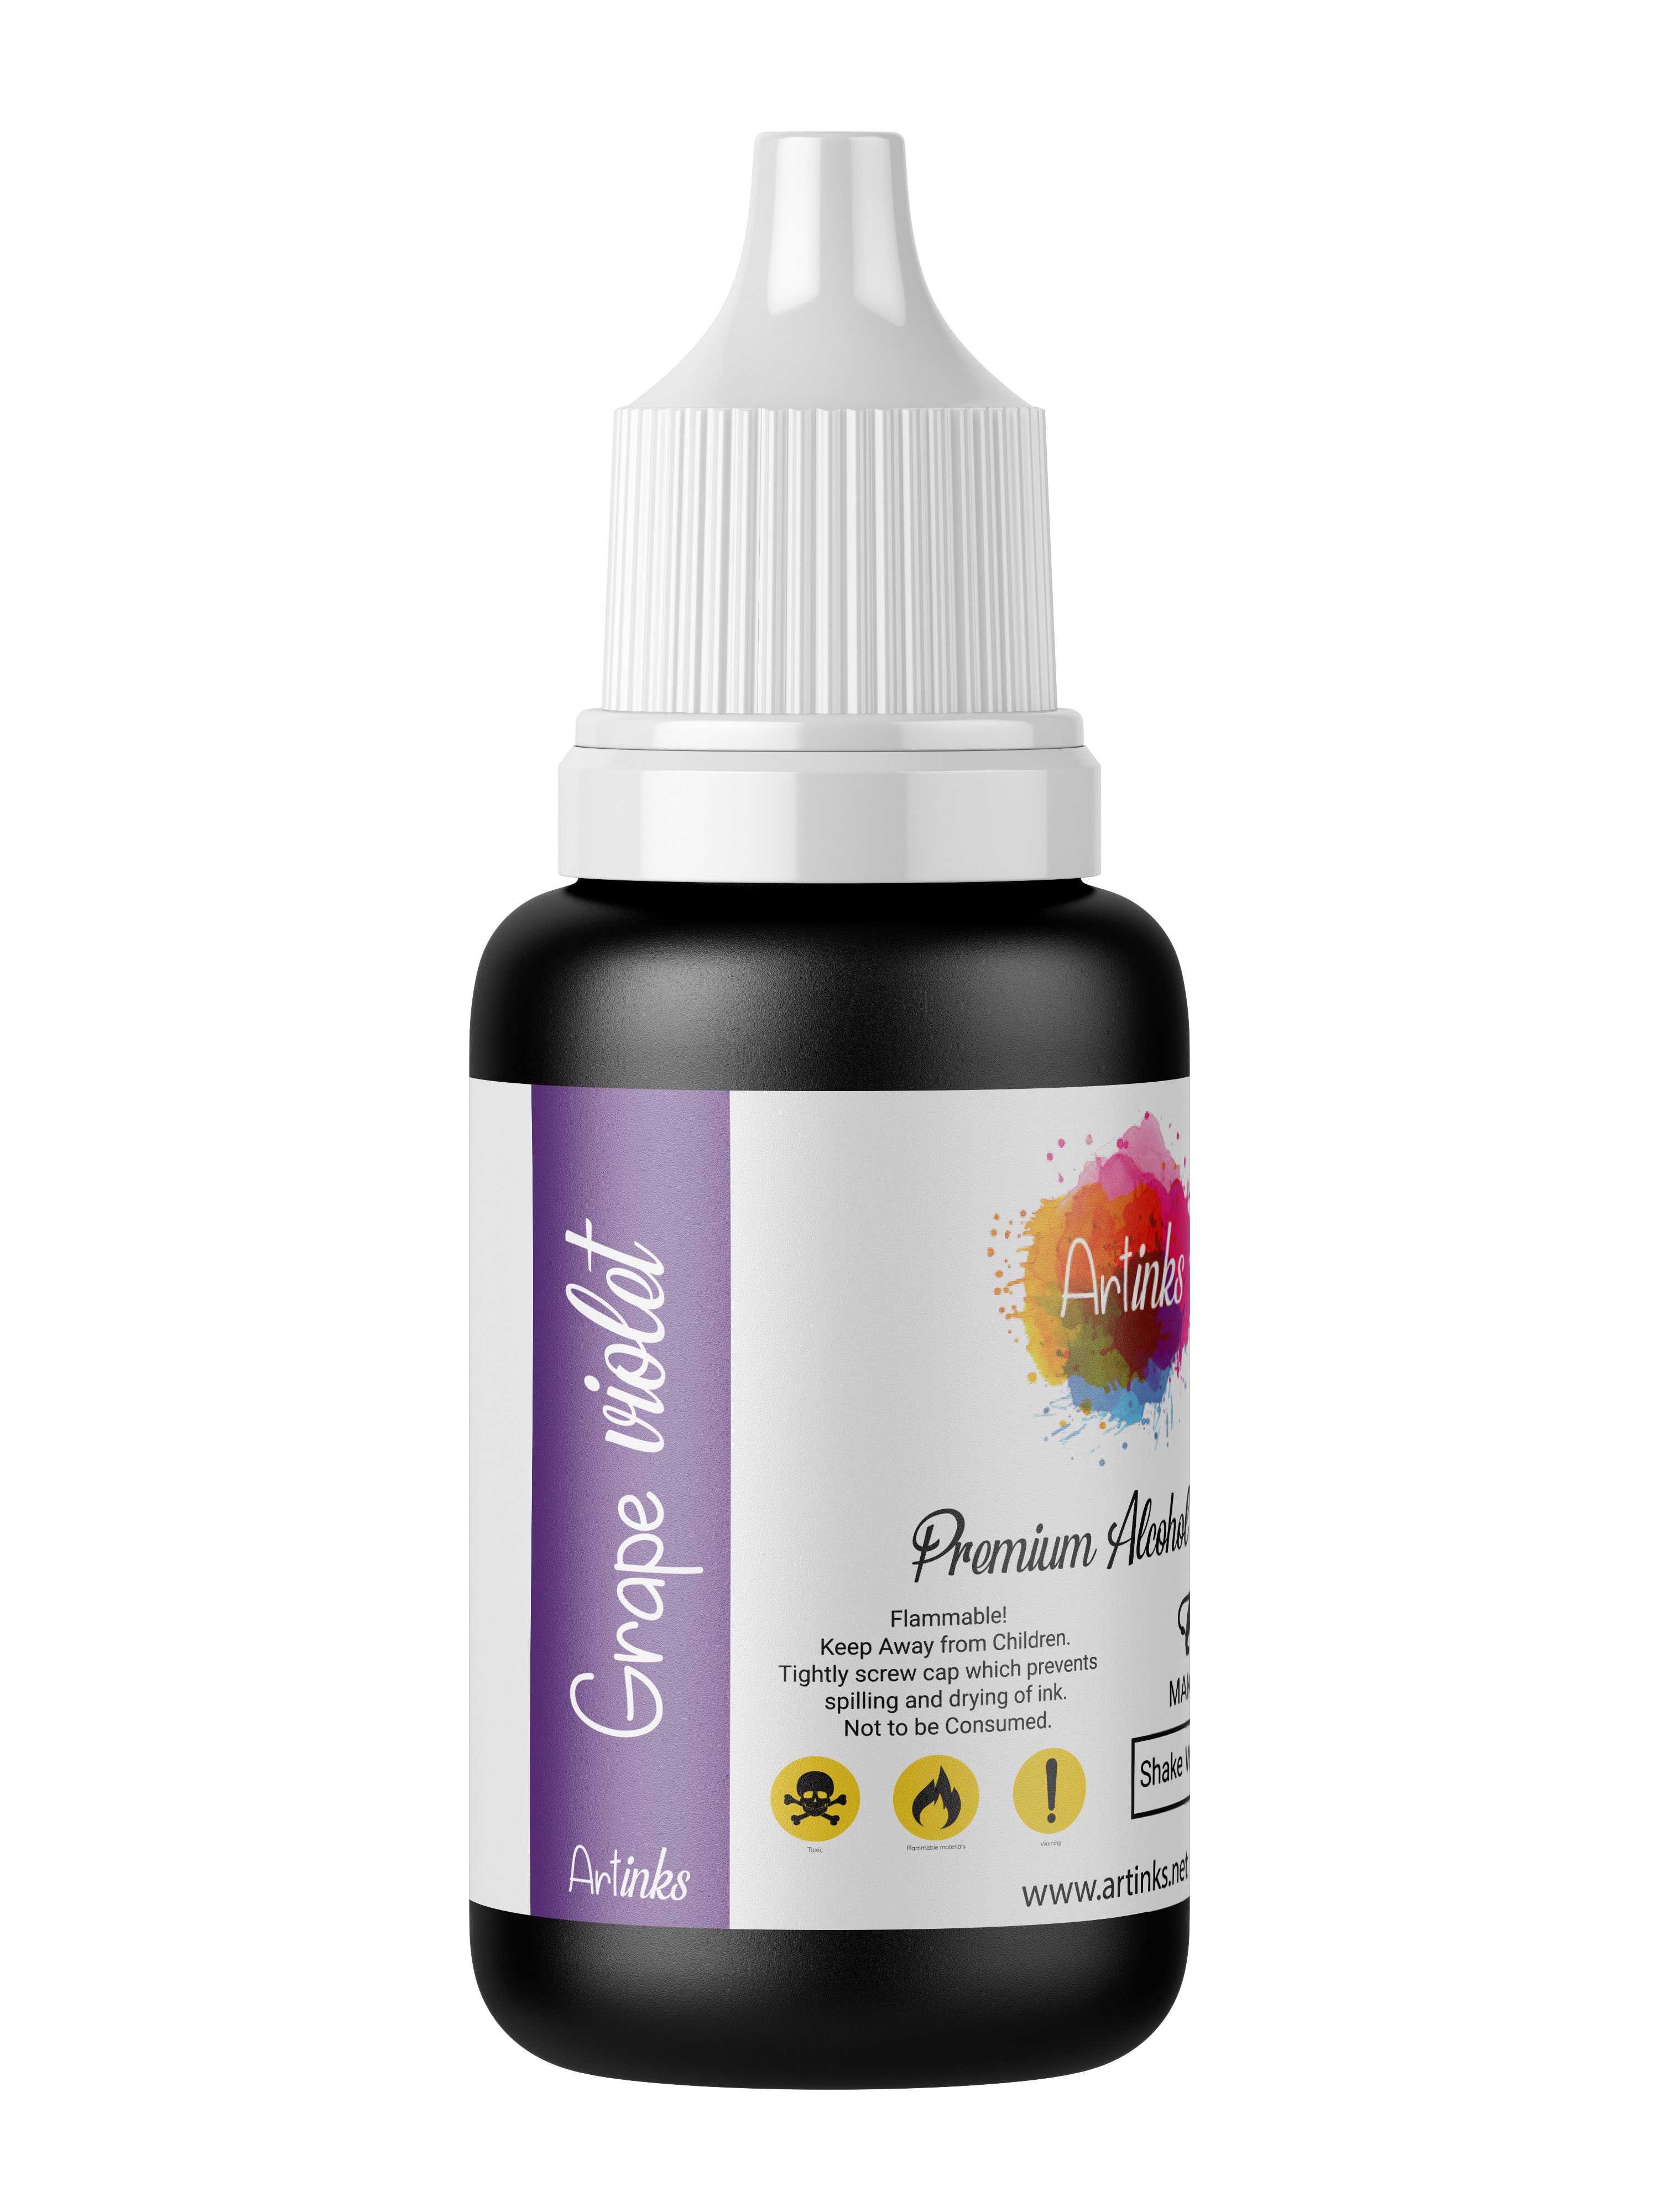 Grape violet
Artinks
Artinks
Premium Alcohol
Flammable!
Keep Away from Children.
Tightly screw cap which prevents
spilling and drying of ink.
Not to be Consumed.
Shake
Toxic
Flammable materials
Warning
www.artinks.net